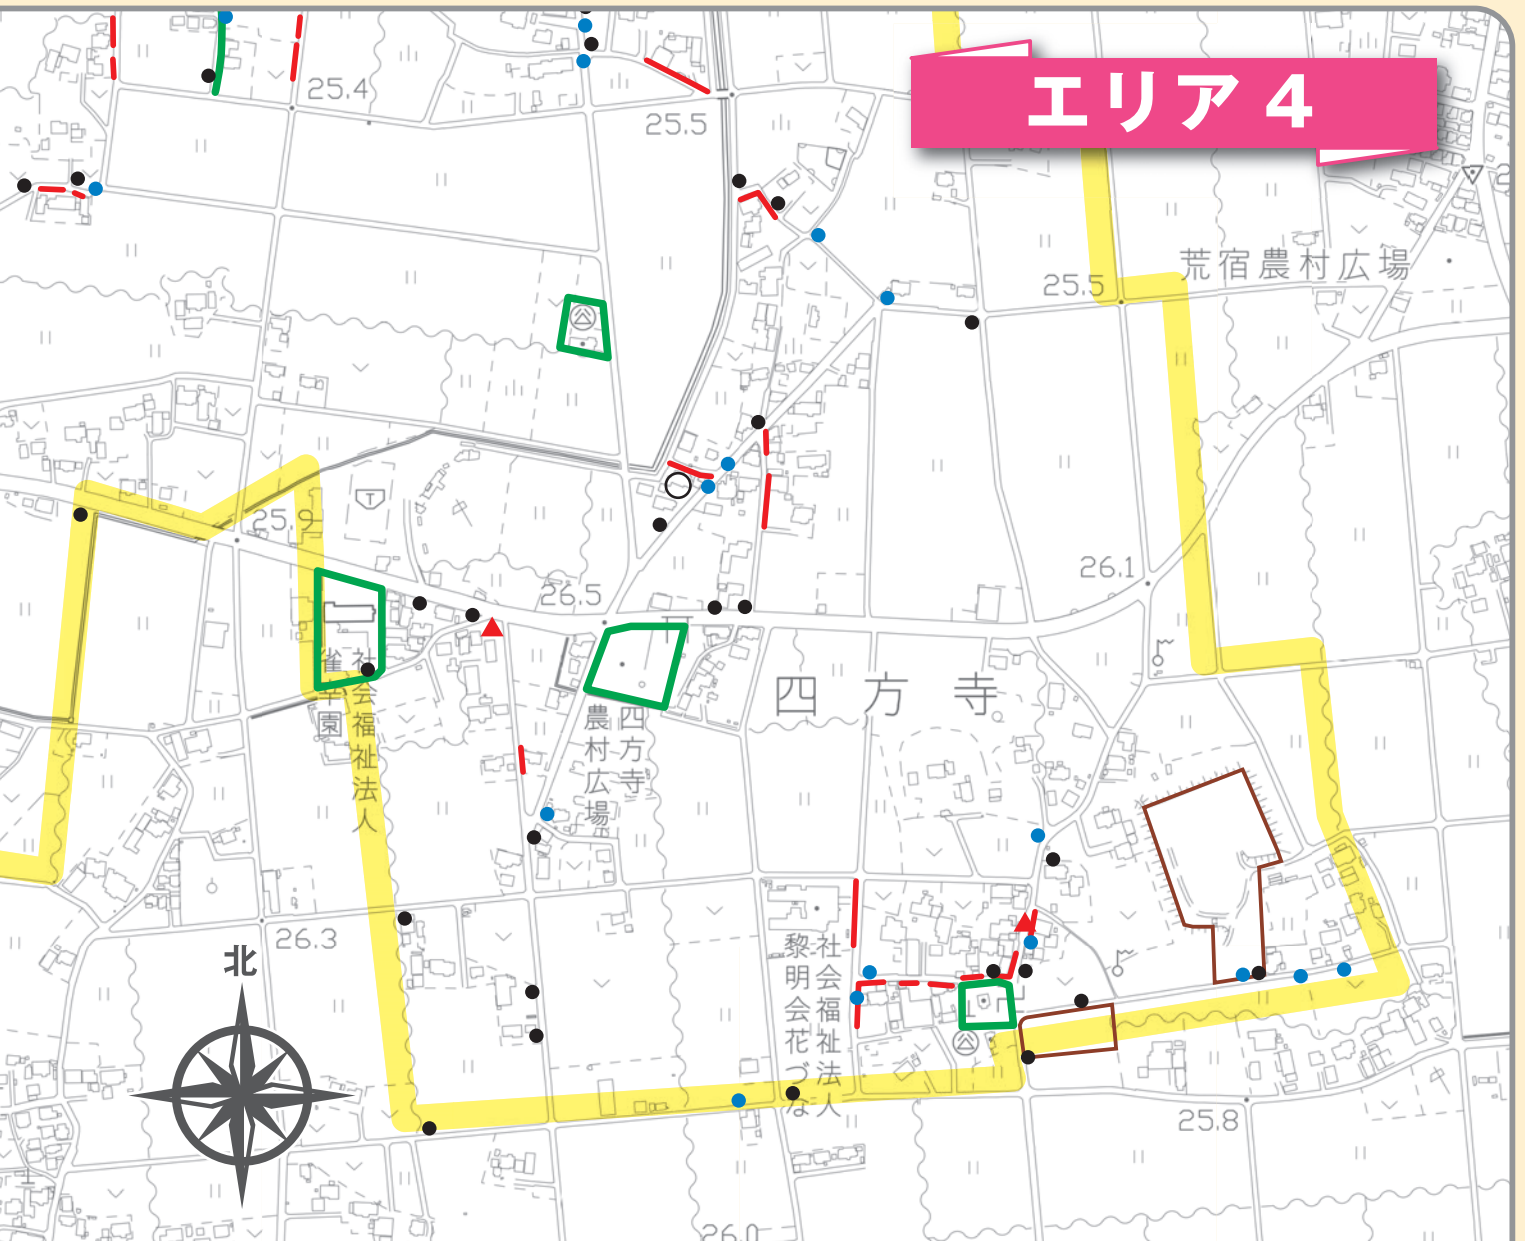 エリア 4
25.4
25.5
荒宿農村広場
25.5
25.9
26.1
26.5
社会福祉法人
雀幸園
四方寺
四方寺
農村広場
26.3
北
社会福祉法人
黎明会花づな
25.8
26.0